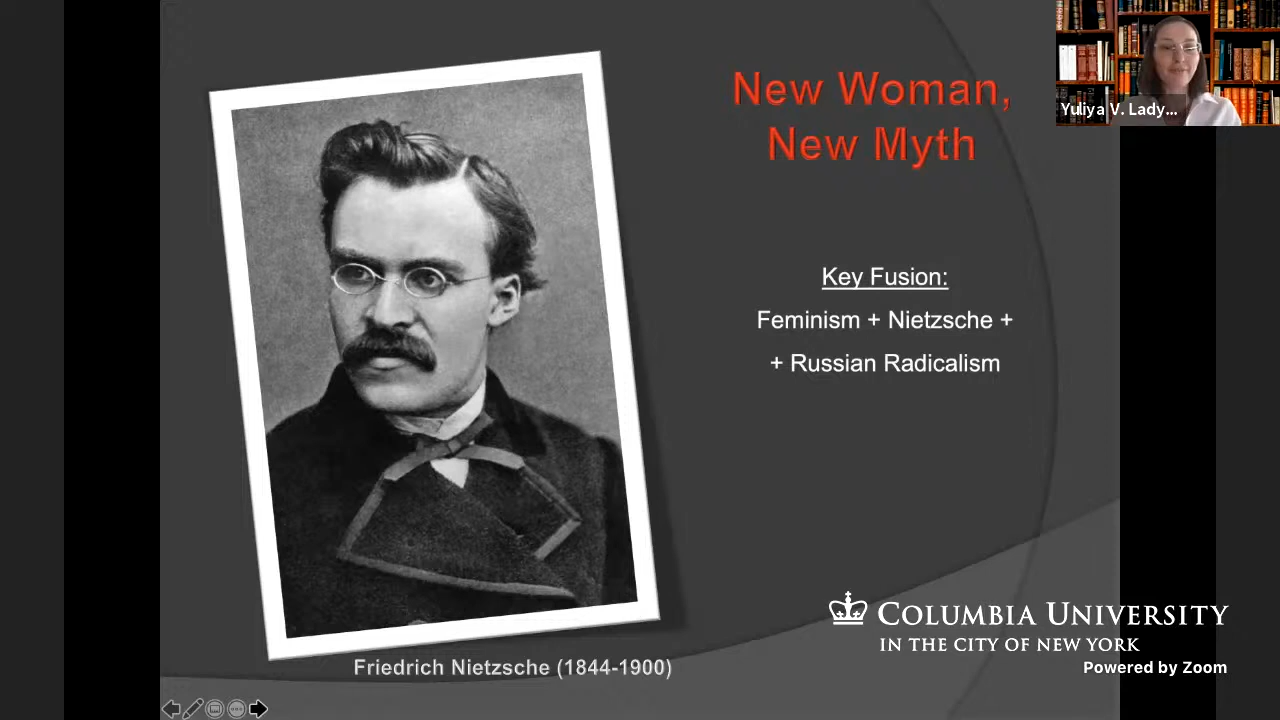 New Woman,
New Myth
Yuliya V. Lady...
Key Fusion:
Feminism + Nietzsche +
+ Russian Radicalism
Friedrich Nietzsche (1844-1900)
COLUMBIA UNIVERSITY
IN THE CITY OF NEW YORK
Powered by Zoom